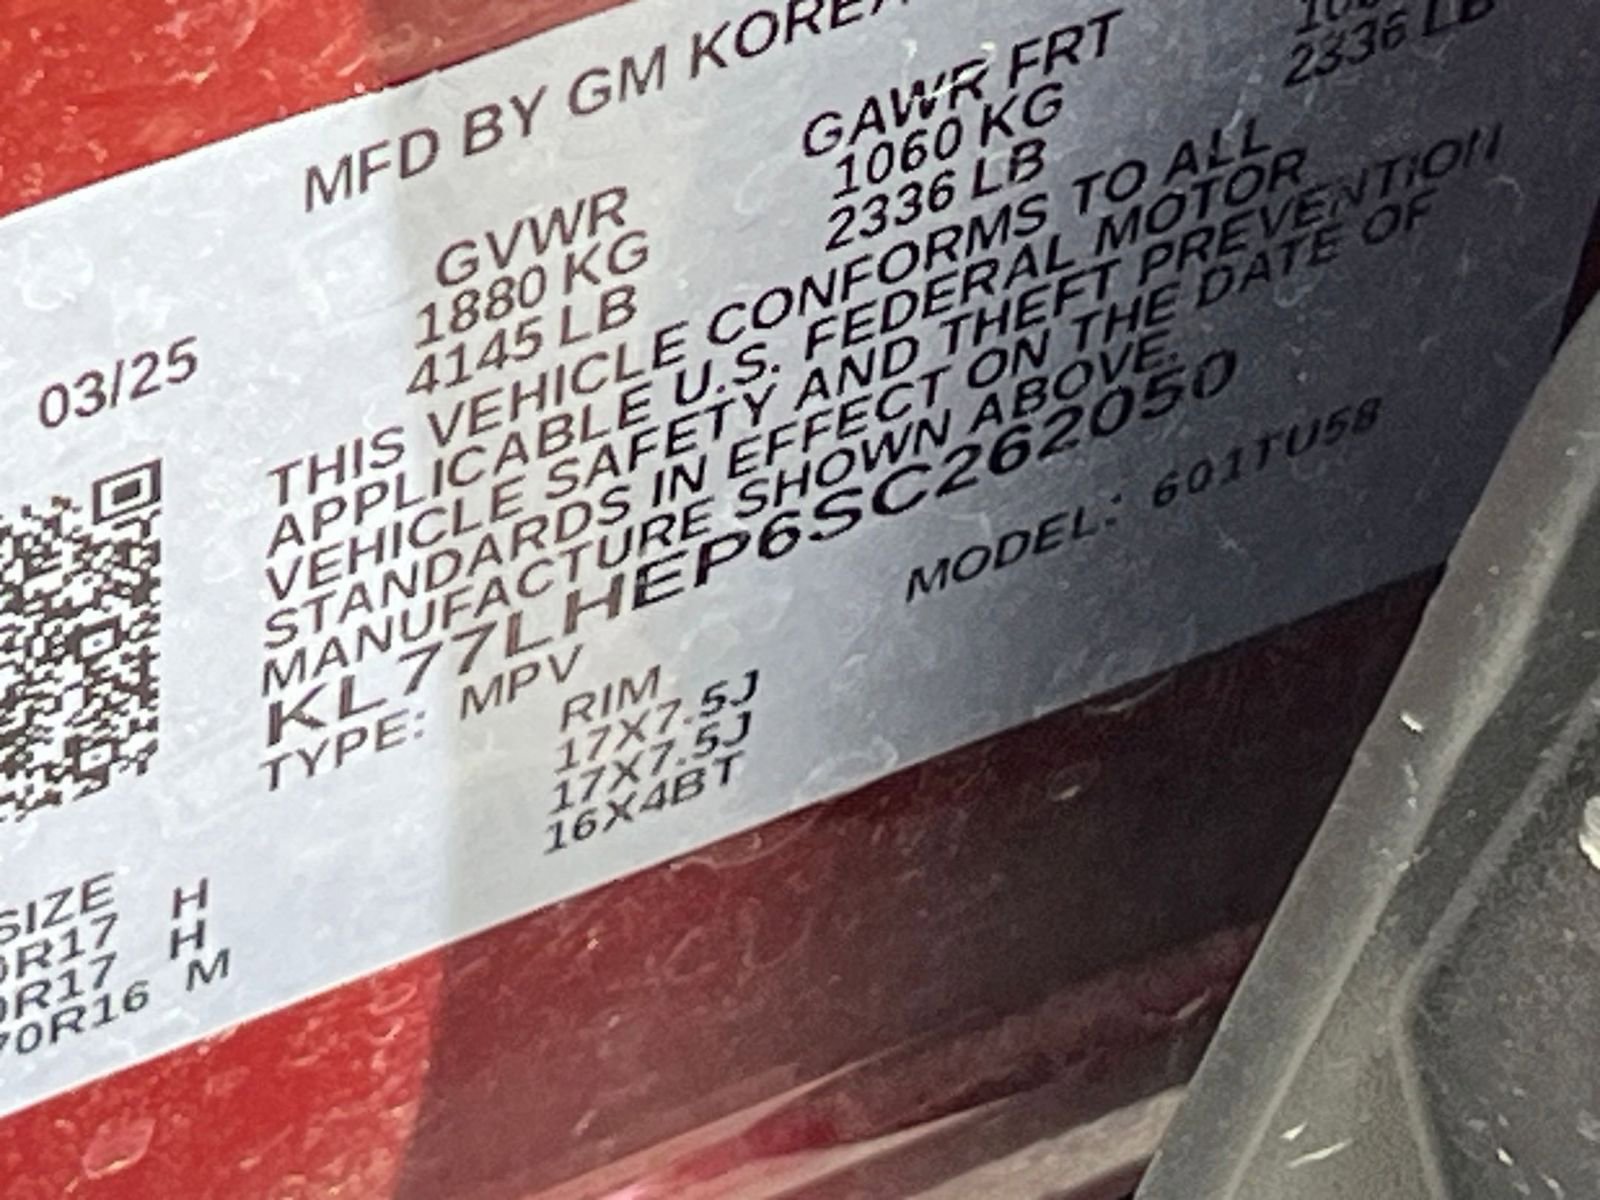 MFD BY GM KOREA
GVWR
1880 KG
4145 LB
GAWR FRT
1060 KG
2336 LB
2336 LB
03/25
THIS VEHICLE CONFORMS TO ALL
APPLICABLE U.S. FEDERAL MOTOR
VEHICLE SAFETY AND THEFT PREVENTION
STANDARDS IN EFFECT ON THE DATE OF
MANUFACTURE SHOWN ABOVE.
KL77LHEP6SC262050
TYPE: MPV
MODEL: 601TU58
RIM
17X7.5J
17X7.5J
16X4BT
SIZE H
R17 H
R17 M
70R16